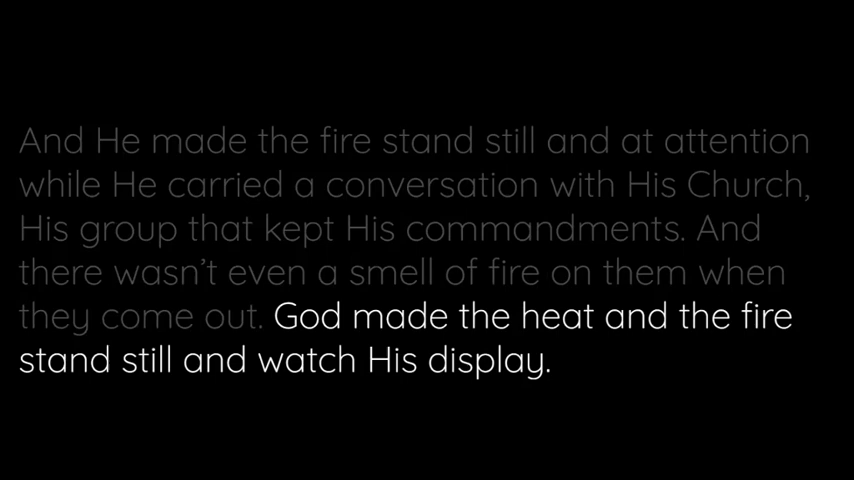 And He made the fire stand still and at attention
while He carried a conversation with His Church,
His group that kept His commandments. And
there wasn’t even a smell of fire on them when
they come out. God made the heat and the fire
stand still and watch His display.